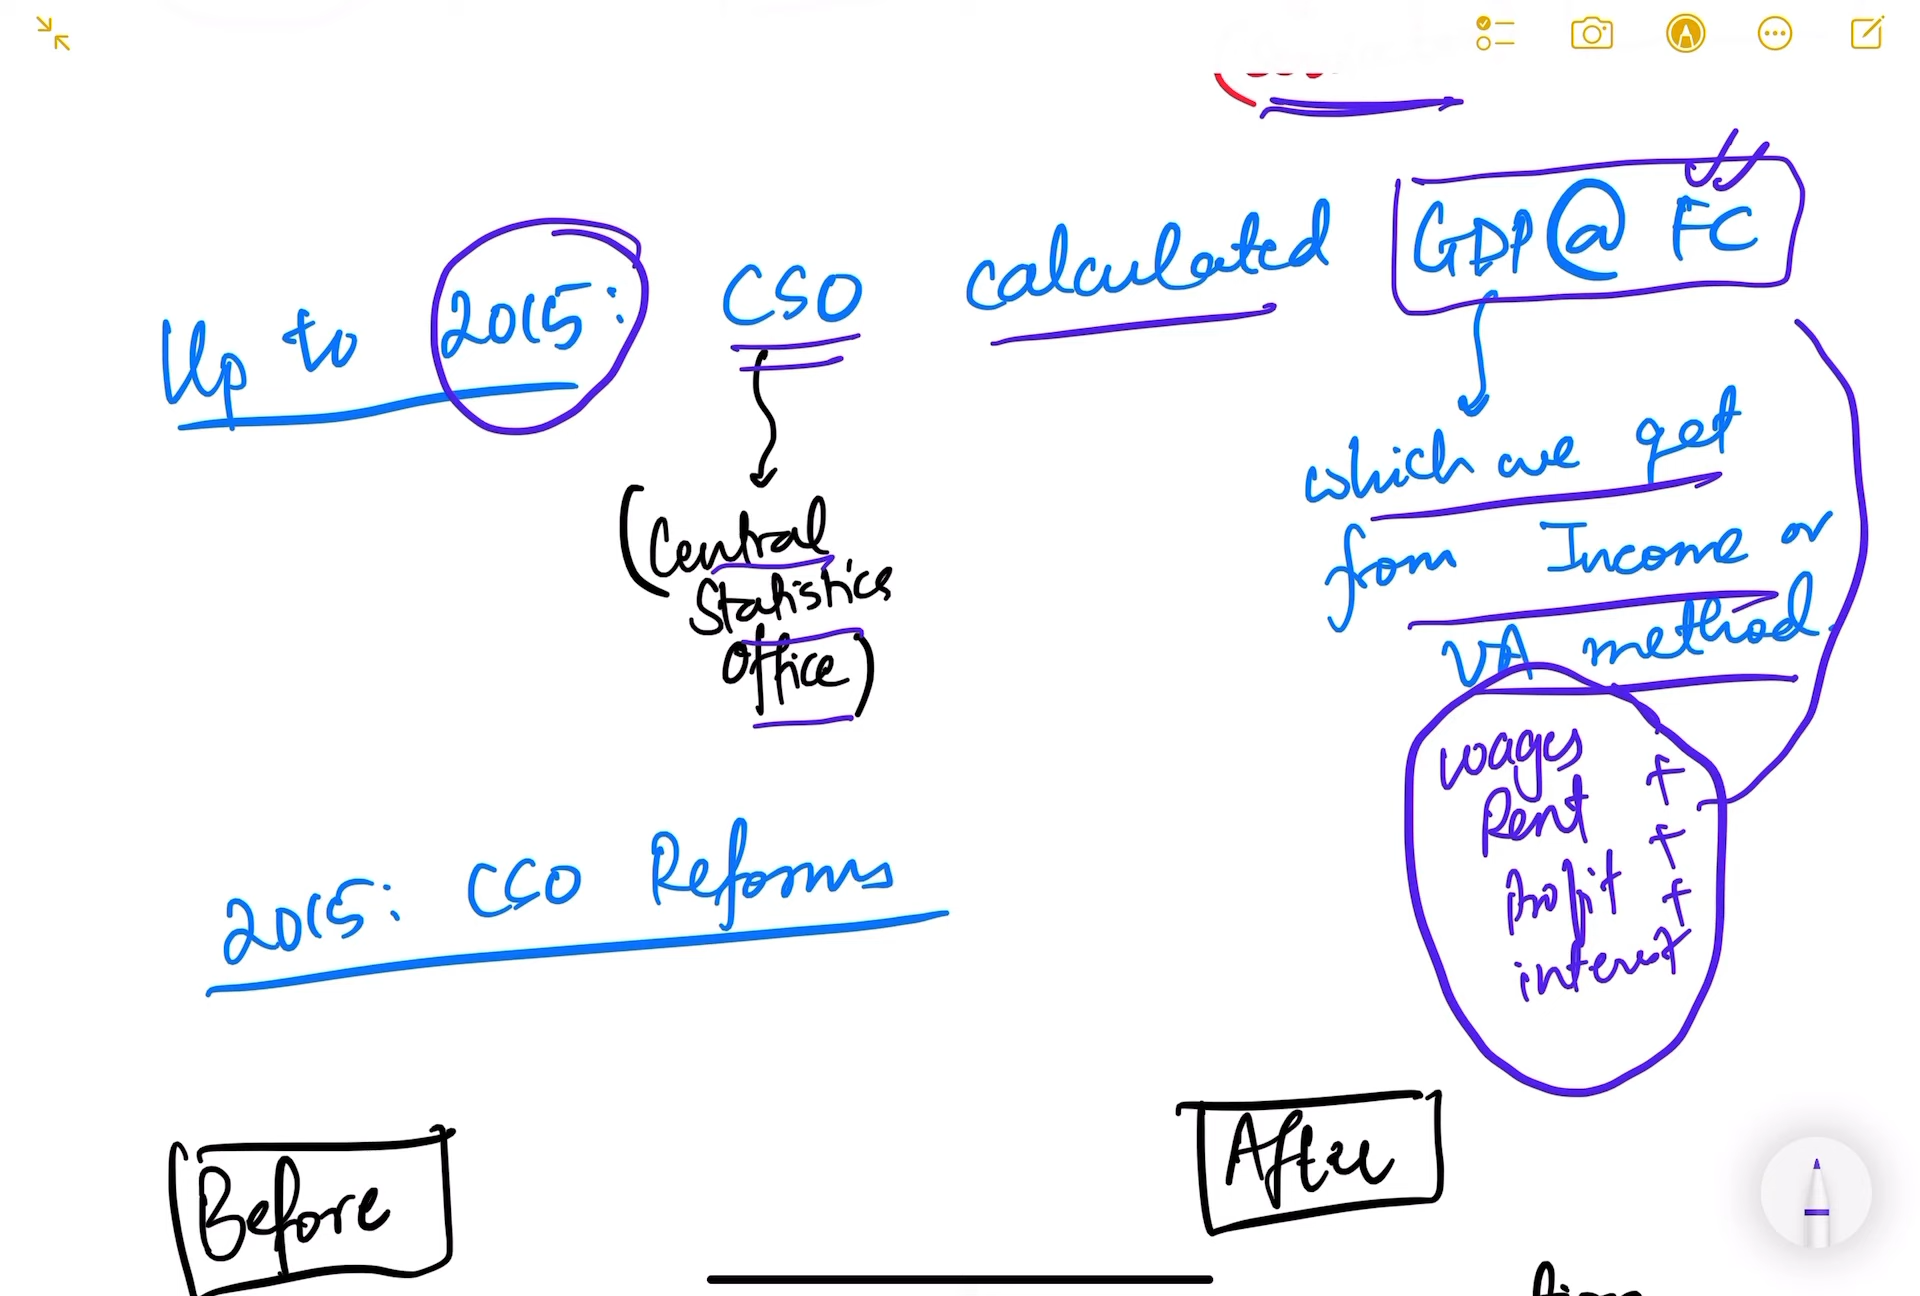 Up to 2015: CSO calculated GDP@ FC
which we get
from Income or
VA method.
(Central
Statistics
Office)
wages +
Rent +
Profit +
interest
2015: CSO Reforms
Before
After